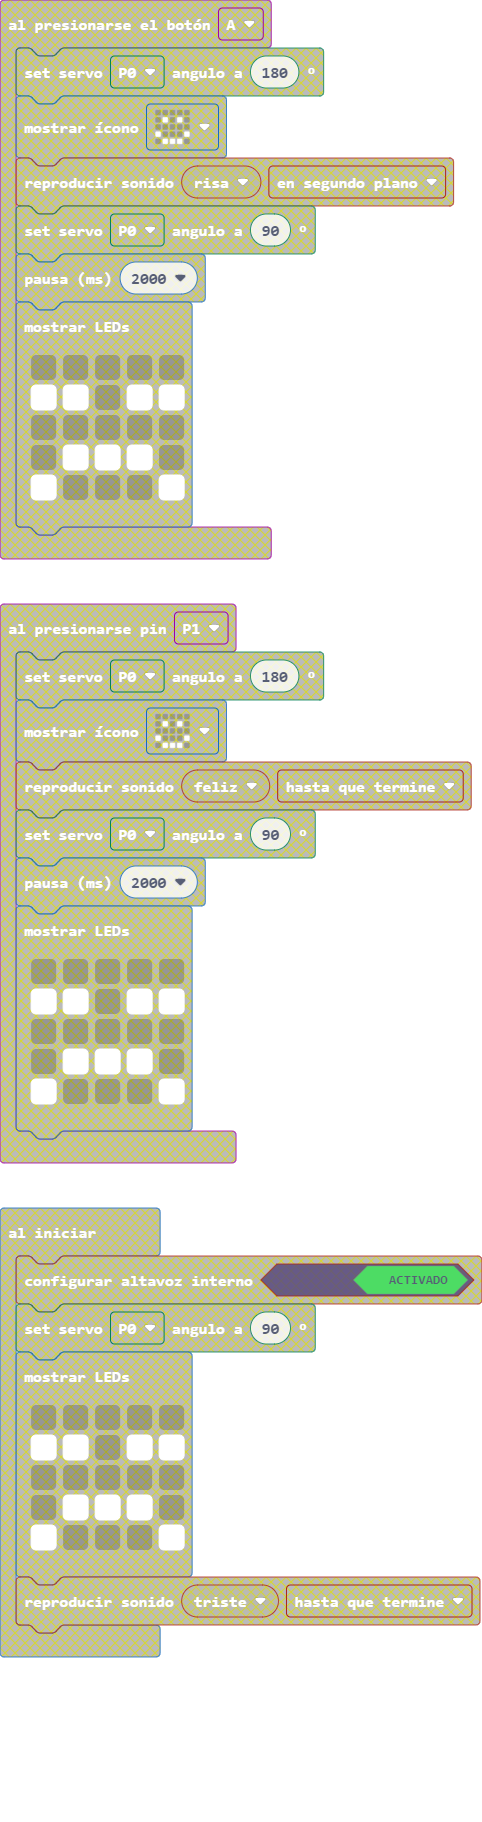 al presionarse el botón A
set servo P0 angulo a 180 °
mostrar ícono
reproducir sonido risa en segundo plano
set servo P0 angulo a 90 °
pausa (ms) 2000
mostrar LEDs
al presionarse pin P1
set servo P0 angulo a 180 °
mostrar ícono
reproducir sonido feliz hasta que termine
set servo P0 angulo a 90 °
pausa (ms) 2000
mostrar LEDs
al iniciar
configurar altavoz interno ACTIVADO
set servo P0 angulo a 90 °
mostrar LEDs
reproducir sonido triste hasta que termine